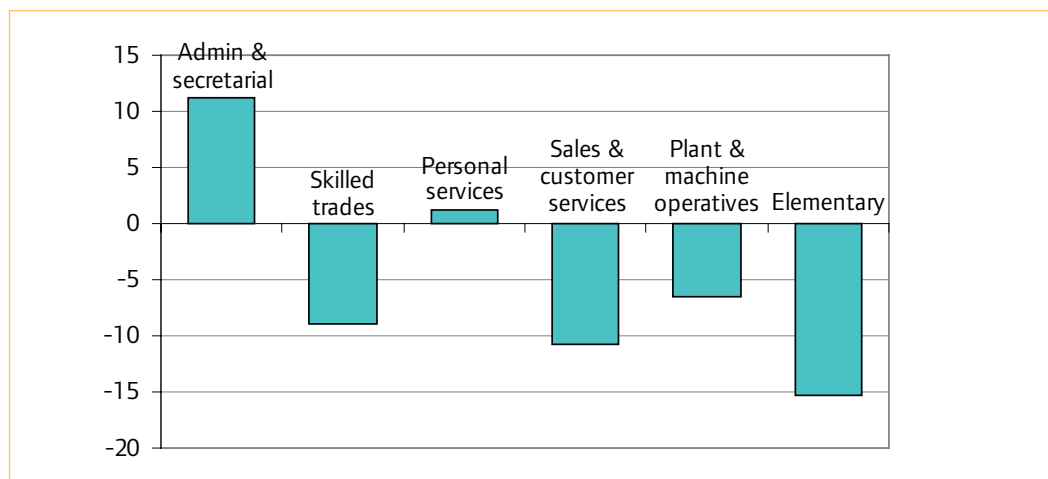 15
10
5
0
-5
-10
-15
-20
Admin &
secretarial
Skilled
trades
Personal
services
Sales &
customer
services
Plant &
machine
operatives
Elementary